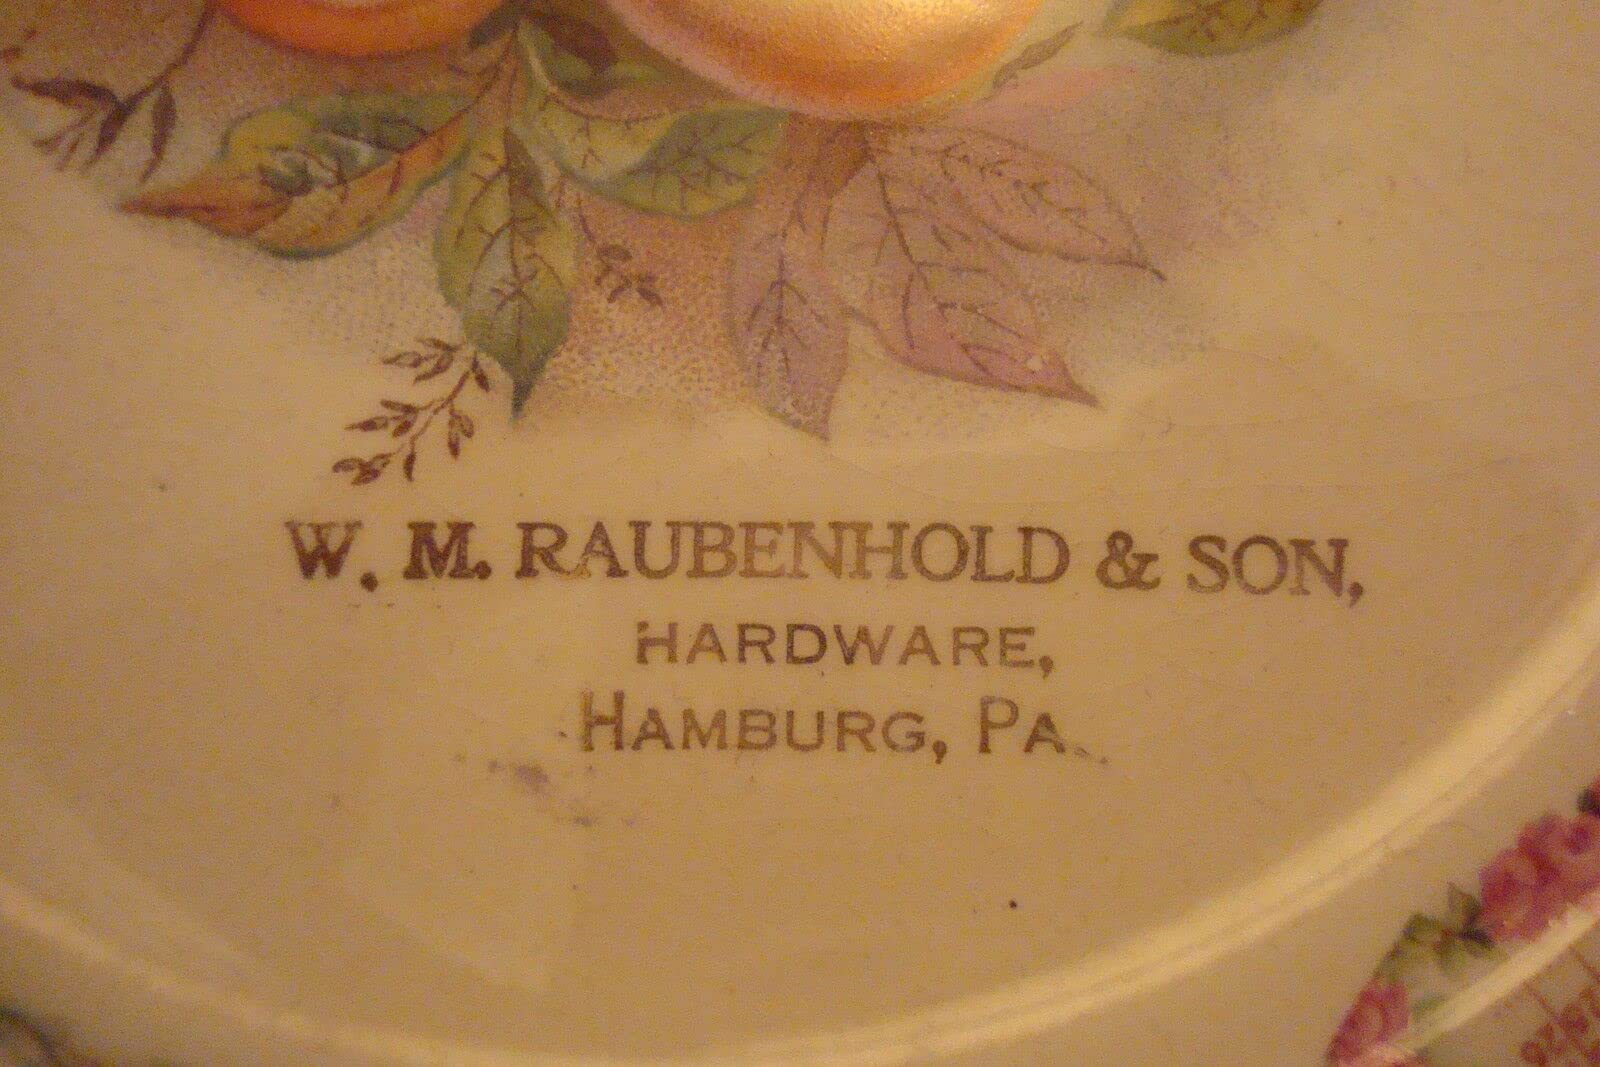 W. M. RAUBENHOLD & SON,
HARDWARE,
HAMBURG, PA.